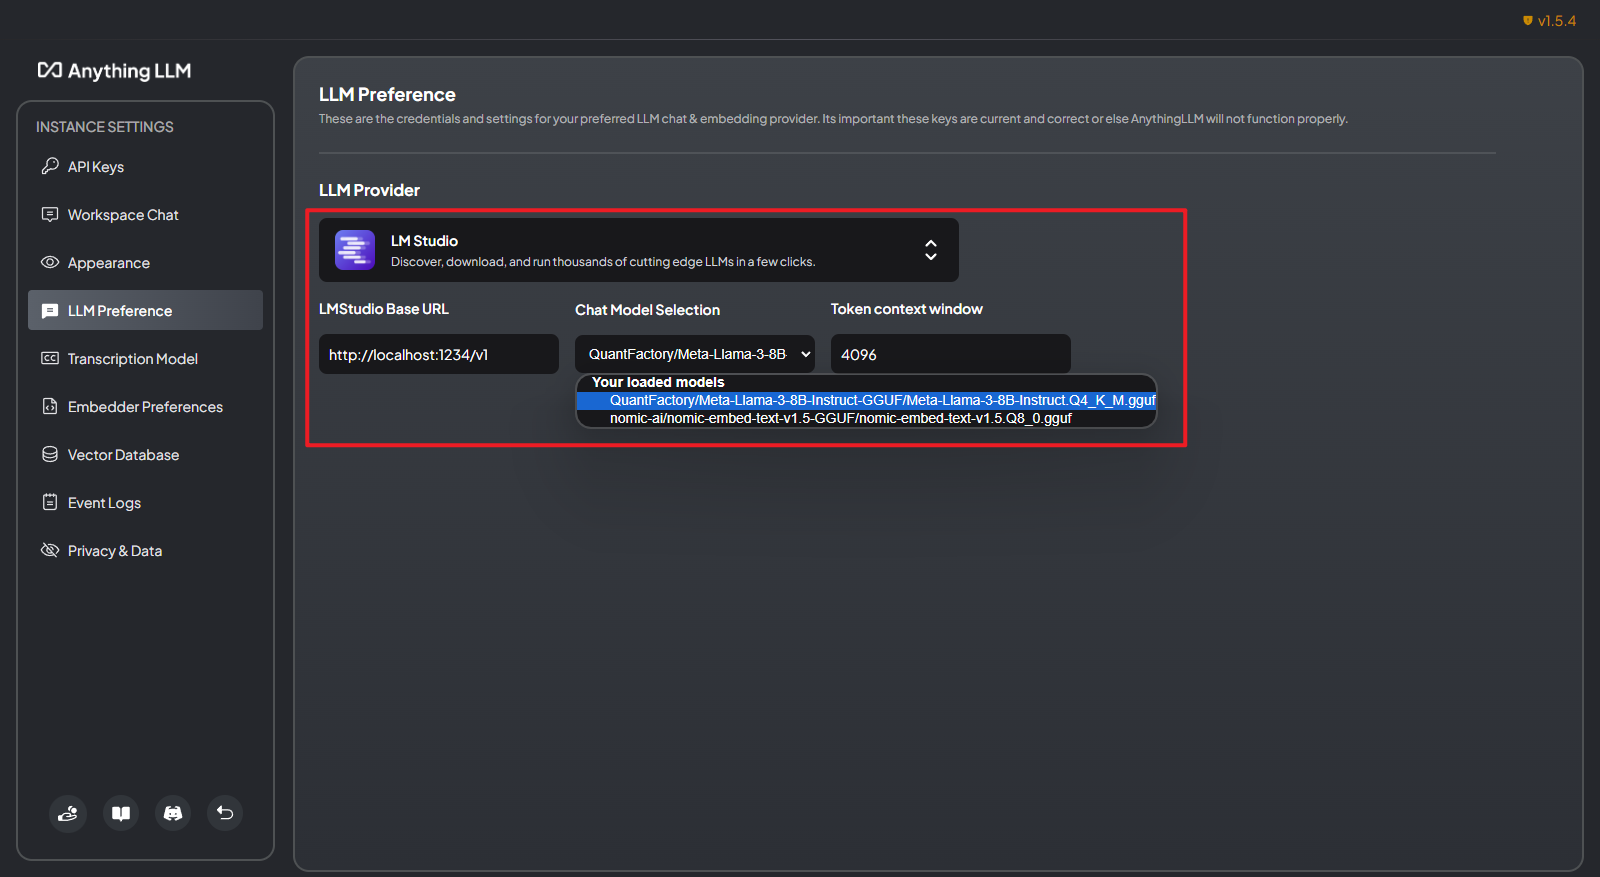 v1.5.4
Anything LLM
INSTANCE SETTINGS
API Keys
Workspace Chat
Appearance
LLM Preference
Transcription Model
Embedder Preferences
Vector Database
Event Logs
Privacy & Data
LLM Preference
These are the credentials and settings for your preferred LLM chat & embedding provider. Its important these keys are current and correct or else AnythingLLM will not function properly.
LLM Provider
LM Studio
Discover, download, and run thousands of cutting edge LLMs in a few clicks.
LMStudio Base URL
http://localhost:1234/v1
Chat Model Selection
QuantFactory/Meta-Llama-3-8B-
Token context window
4096
Your loaded models
QuantFactory/Meta-Llama-3-8B-Instruct-GGUF/Meta-Llama-3-8B-Instruct.Q4_K_M.gguf
nomic-ai/nomic-embed-text-v1.5-GGUF/nomic-embed-text-v1.5.Q8_0.gguf